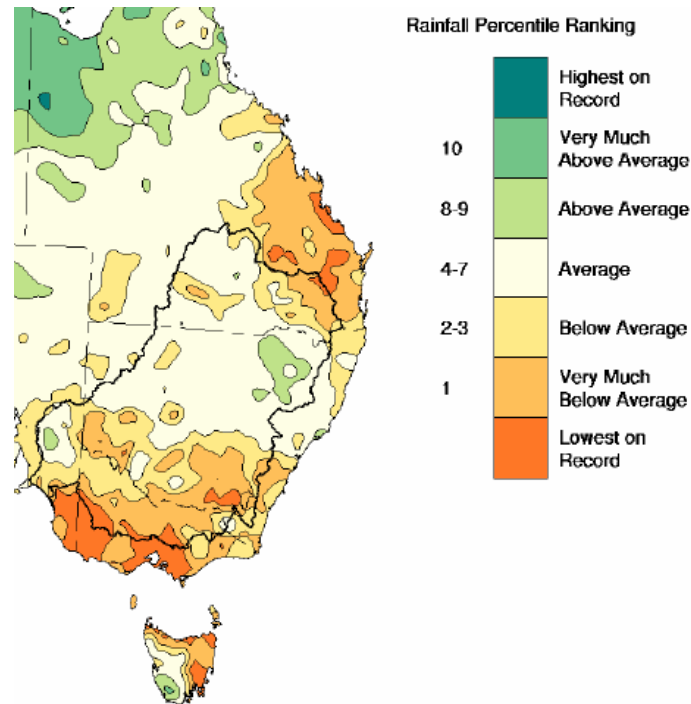 Rainfall Percentile Ranking
Highest on
Record
10
Very Much
Above Average
8-9
Above Average
4-7
Average
2-3
Below Average
1
Very Much
Below Average
Lowest on
Record